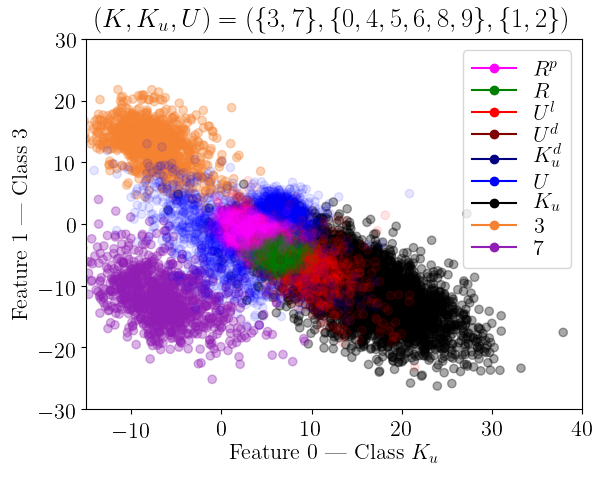 (K, K_u, U) = ({3, 7}, {0, 4, 5, 6, 8, 9}, {1, 2})
30
20
10
0
−10
−20
−30
Feature 1 — Class 3
R^p
R
U^l
U^d
K_u^d
U
K_u
3
7
−10
0
10
20
30
40
Feature 0 — Class K_u